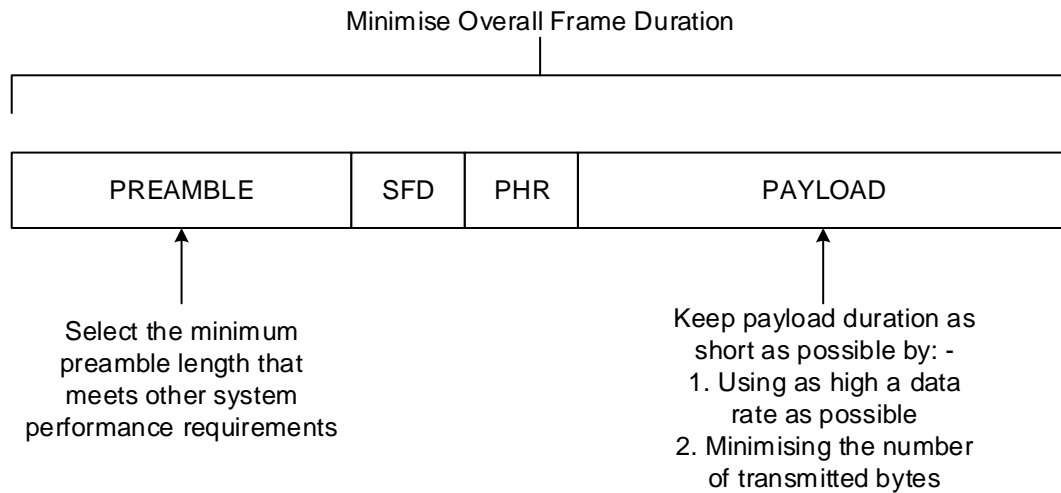 Minimise Overall Frame Duration
PREAMBLE
SFD
PHR
PAYLOAD
Select the minimum
preamble length that
meets other system
performance requirements
Keep payload duration as
short as possible by: -
1. Using as high a data
rate as possible
2. Minimising the number
of transmitted bytes